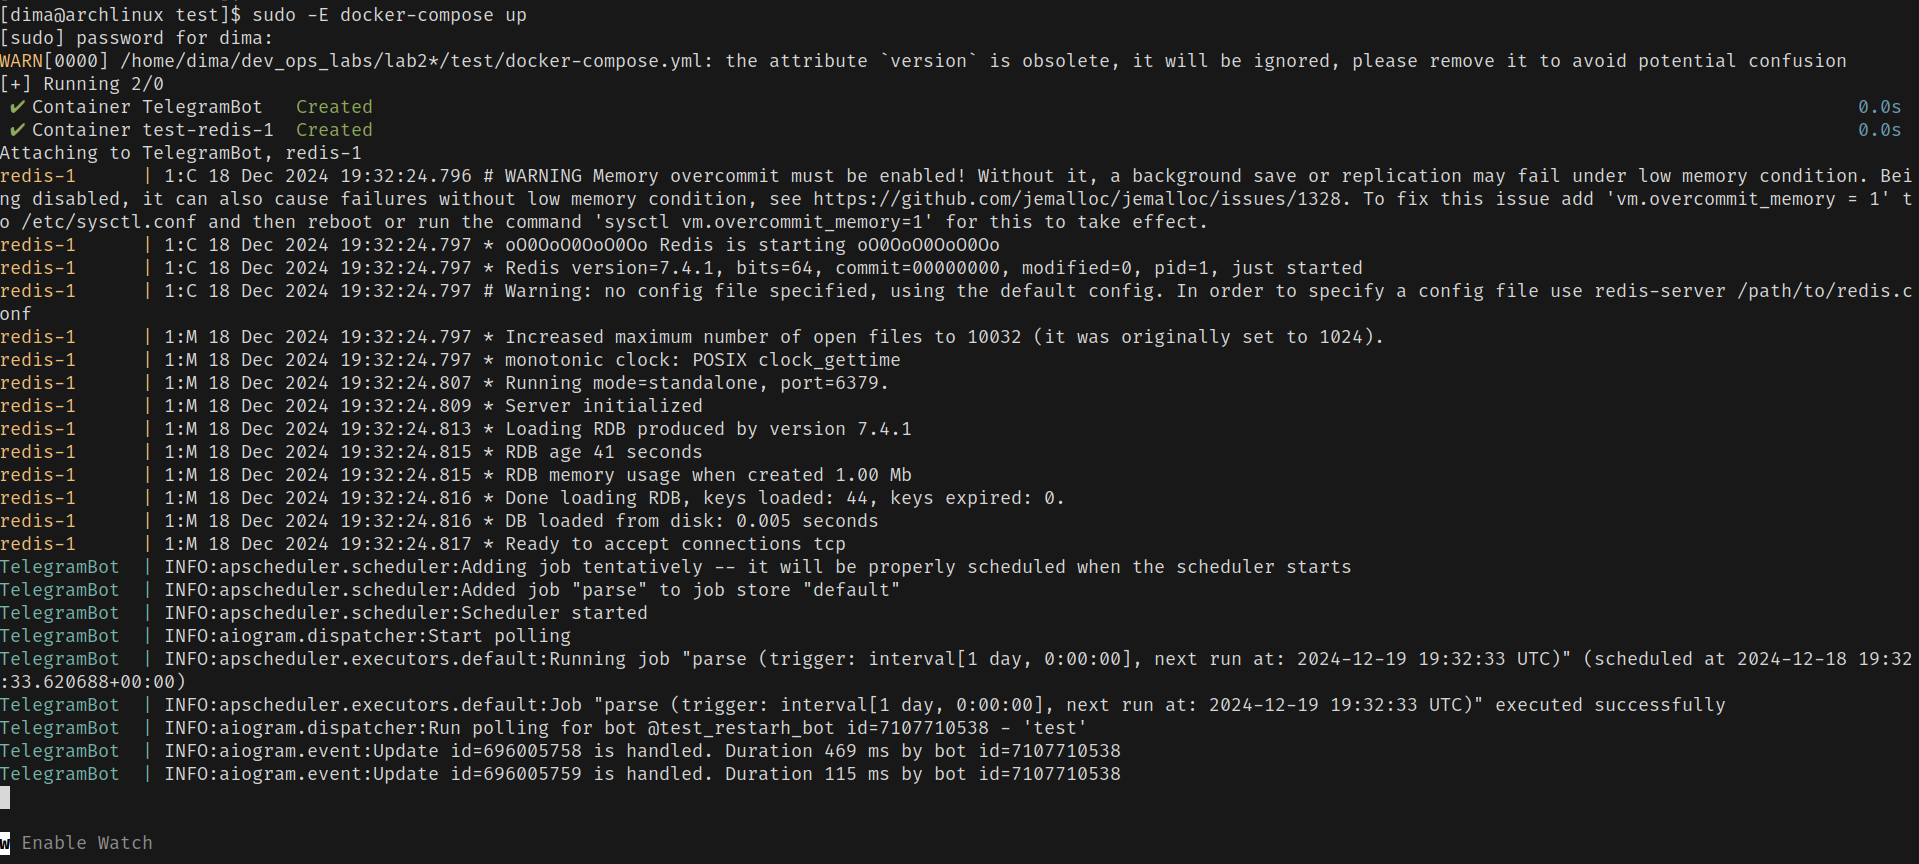 [dima@archlinux test]$ sudo -E docker-compose up
[sudo] password for dima:
WARN[0000] /home/dima/dev_ops_labs/lab2*/test/docker-compose.yml: the attribute `version` is obsolete, it will be ignored, please remove it to avoid potential confusion
[+] Running 2/0
✔ Container TelegramBot   Created   0.0s
✔ Container test-redis-1  Created   0.0s
Attaching to TelegramBot, redis-1
redis-1      | 1:C 18 Dec 2024 19:32:24.796 # WARNING Memory overcommit must be enabled! Without it, a background save or replication may fail under low memory condition. Bei
ng disabled, it can also cause failures without low memory condition, see https://github.com/jemalloc/jemalloc/issues/1328. To fix this issue add 'vm.overcommit_memory = 1' t
o /etc/sysctl.conf and then reboot or run the command 'sysctl vm.overcommit_memory=1' for this to take effect.
redis-1      | 1:C 18 Dec 2024 19:32:24.797 * oO0OoO0OoO0Oo Redis is starting oO0OoO0OoO0Oo
redis-1      | 1:C 18 Dec 2024 19:32:24.797 * Redis version=7.4.1, bits=64, commit=00000000, modified=0, pid=1, just started
redis-1      | 1:C 18 Dec 2024 19:32:24.797 # Warning: no config file specified, using the default config. In order to specify a config file use redis-server /path/to/redis.c
onf
redis-1      | 1:M 18 Dec 2024 19:32:24.797 * Increased maximum number of open files to 10032 (it was originally set to 1024).
redis-1      | 1:M 18 Dec 2024 19:32:24.797 * monotonic clock: POSIX clock_gettime
redis-1      | 1:M 18 Dec 2024 19:32:24.807 * Running mode=standalone, port=6379.
redis-1      | 1:M 18 Dec 2024 19:32:24.809 * Server initialized
redis-1      | 1:M 18 Dec 2024 19:32:24.813 * Loading RDB produced by version 7.4.1
redis-1      | 1:M 18 Dec 2024 19:32:24.815 * RDB age 41 seconds
redis-1      | 1:M 18 Dec 2024 19:32:24.815 * RDB memory usage when created 1.00 Mb
redis-1      | 1:M 18 Dec 2024 19:32:24.816 * Done loading RDB, keys loaded: 44, keys expired: 0.
redis-1      | 1:M 18 Dec 2024 19:32:24.816 * DB loaded from disk: 0.005 seconds
redis-1      | 1:M 18 Dec 2024 19:32:24.817 * Ready to accept connections tcp
TelegramBot  | INFO:apscheduler.scheduler:Adding job tentatively -- it will be properly scheduled when the scheduler starts
TelegramBot  | INFO:apscheduler.scheduler:Added job "parse" to job store "default"
TelegramBot  | INFO:apscheduler.scheduler:Scheduler started
TelegramBot  | INFO:aiogram.dispatcher:Start polling
TelegramBot  | INFO:apscheduler.executors.default:Running job "parse (trigger: interval[1 day, 0:00:00], next run at: 2024-12-19 19:32:33 UTC)" (scheduled at 2024-12-18 19:32
:33.620688+00:00)
TelegramBot  | INFO:apscheduler.executors.default:Job "parse (trigger: interval[1 day, 0:00:00], next run at: 2024-12-19 19:32:33 UTC)" executed successfully
TelegramBot  | INFO:aiogram.dispatcher:Run polling for bot @test_restarh_bot id=7107710538 - 'test'
TelegramBot  | INFO:aiogram.event:Update id=696005758 is handled. Duration 469 ms by bot id=7107710538
TelegramBot  | INFO:aiogram.event:Update id=696005759 is handled. Duration 115 ms by bot id=7107710538
w Enable Watch